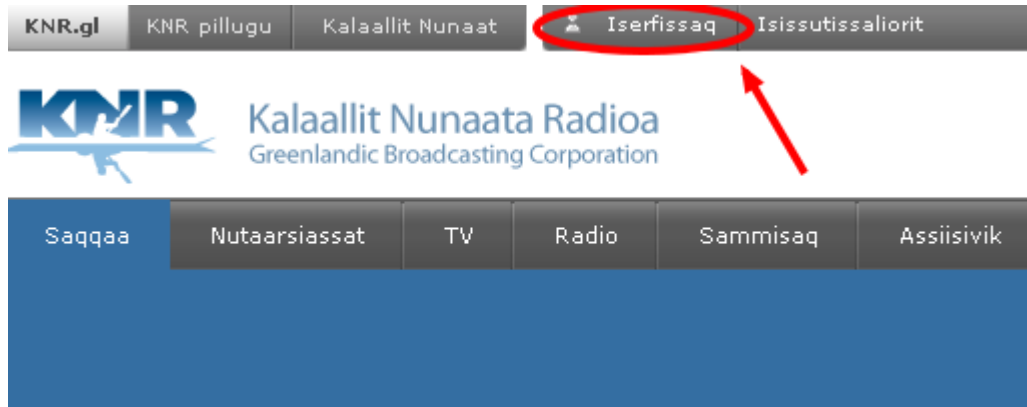 KNR.gl KNR pillugu Kalaallit Nunaat Iserfissaq Isissutissaliorit
KNR Kalaallit Nunaata Radioa
Greenlandic Broadcasting Corporation
Saqqaa Nutaarsiassat TV Radio Sammisaq Assiisivik